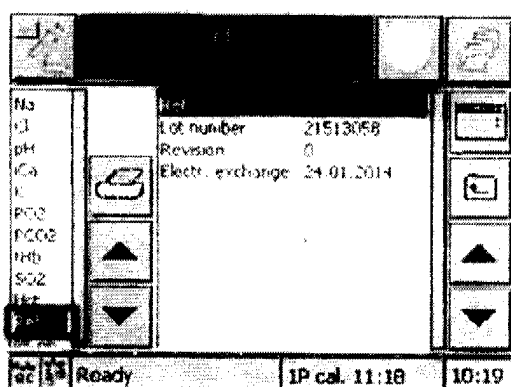 Na
Cl
pH
iCa
K
PO2
PCO2
tHb
SO2
Hct
Ref
Lot number 21513058
Revision 0
Electr. exchange 24.01.2014
Ready
1P cal. 11:18
10:19